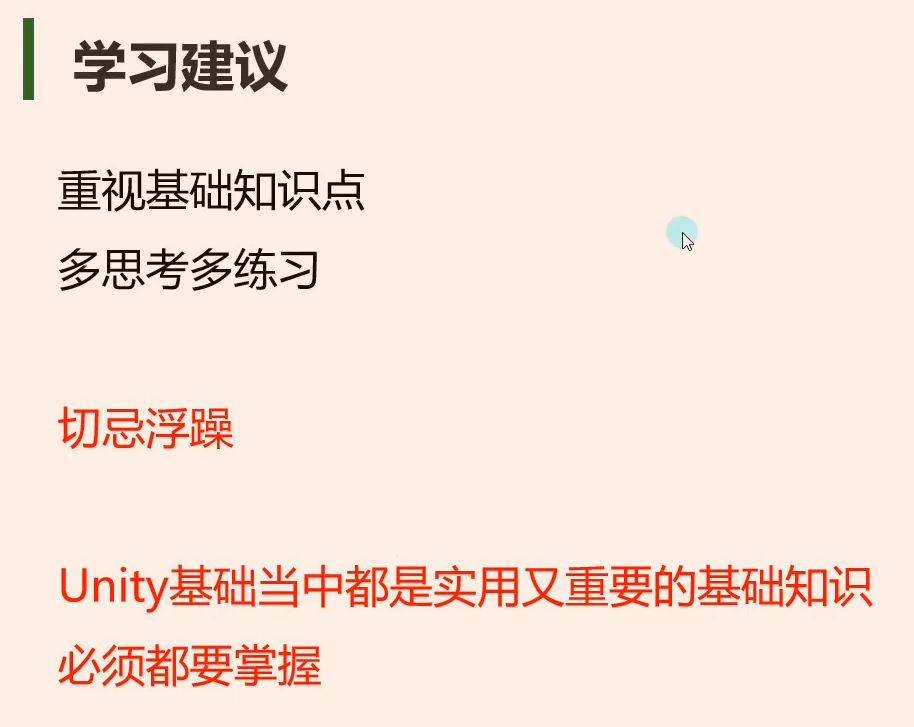 学习建议
重视基础知识点
多思考多练习
切忌浮躁
Unity基础当中都是实用又重要的基础知识
必须都要掌握